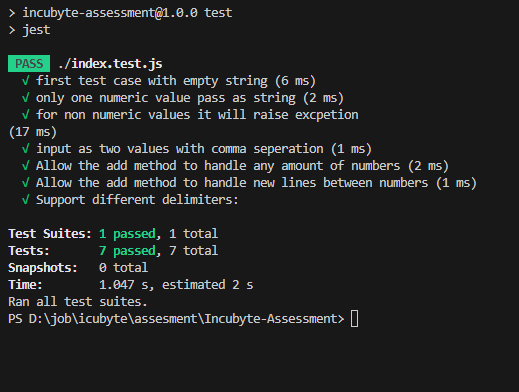 > incubyte-assessment@1.0.0 test
> jest
PASS ./index.test.js
√ first test case with empty string (6 ms)
√ only one numeric value pass as string (2 ms)
√ for non numeric values it will raise excpetion
(17 ms)
√ input as two values with comma seperation (1 ms)
√ Allow the add method to handle any amount of numbers (2 ms)
√ Allow the add method to handle new lines between numbers (1 ms)
√ Support different delimiters:
Test Suites: 1 passed, 1 total
Tests: 7 passed, 7 total
Snapshots: 0 total
Time: 1.047 s, estimated 2 s
Ran all test suites.
PS D:\job\icubyte\assesment\Incubyte-Assessment>